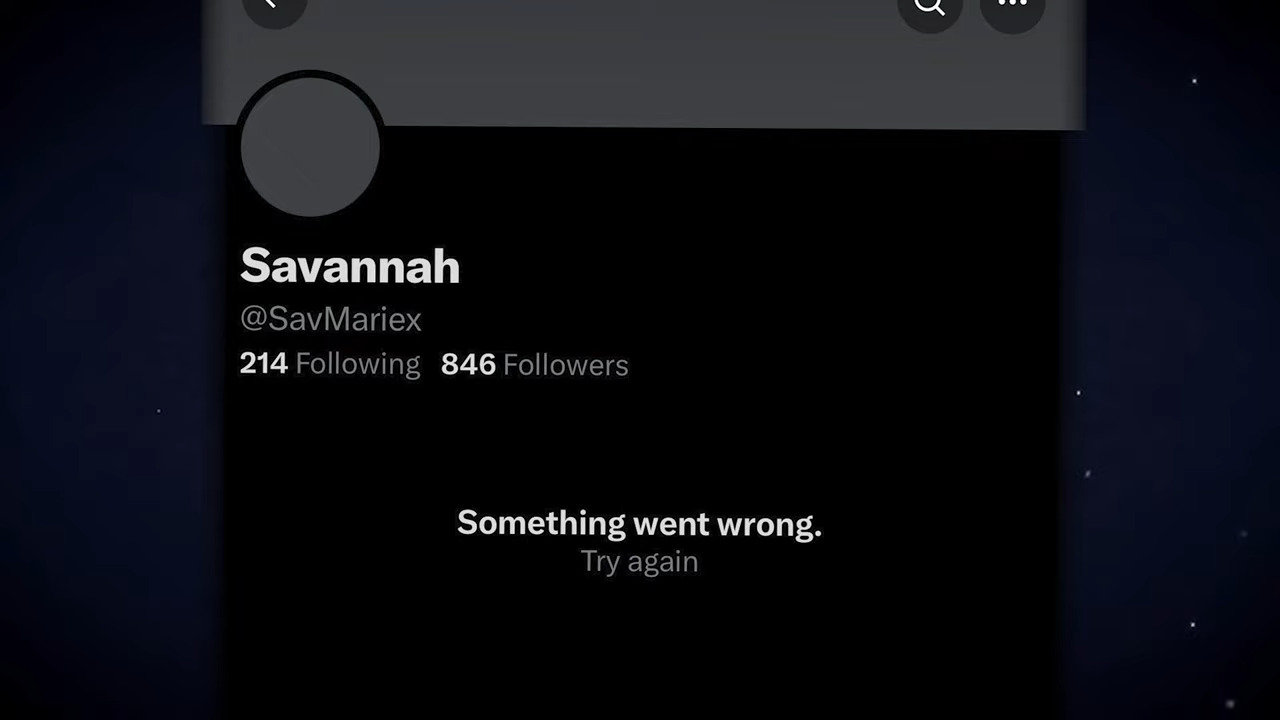 Savannah
@SavMariex
214 Following 846 Followers
Something went wrong.
Try again